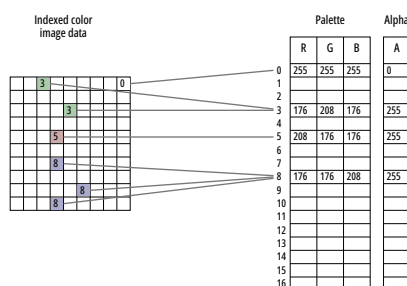 Indexed color
image data
Palette
Alpha
R G B A
0 255 255 255 0
3 0
1
2
3 3 176 208 176 255
4
5 5 208 176 176 255
6
8 7
8 176 176 208 255
8 9
8 10
11
12
13
14
15
16